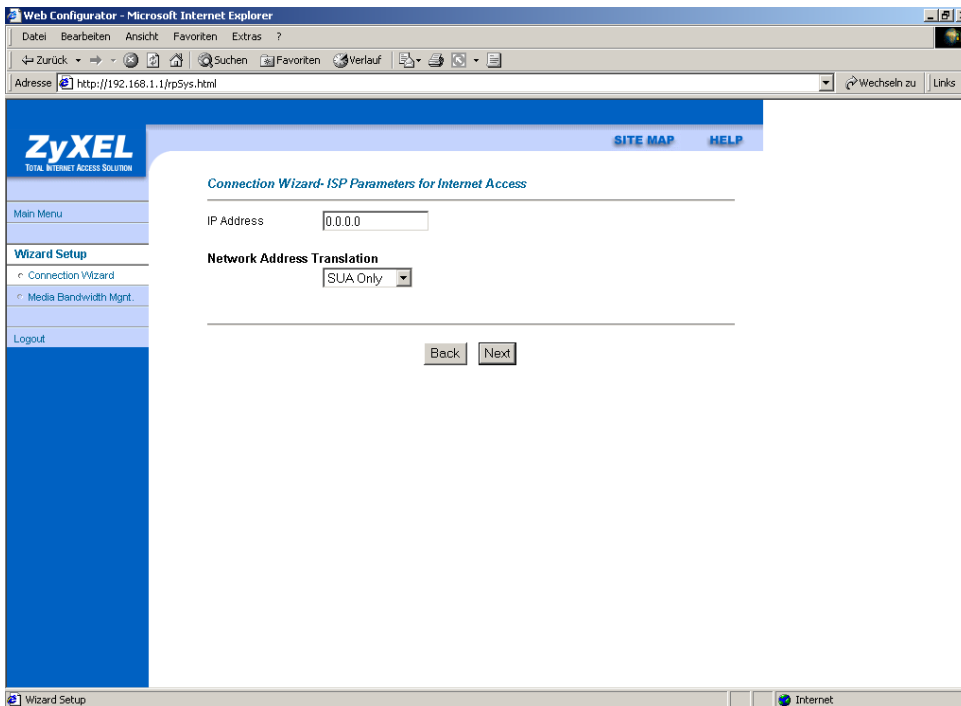 Web Configurator - Microsoft Internet Explorer
Datei Bearbeiten Ansicht Favoriten Extras ?
Zurück Suchen Favoriten Verlauf
Adresse http://192.168.1.1/rpSys.html Wechseln zu Links
ZyXEL
TOTAL INTERNET ACCESS SOLUTION
SITE MAP HELP
Main Menu
Wizard Setup
Connection Wizard
Media Bandwidth Mgnt.
Logout
Connection Wizard- ISP Parameters for Internet Access
IP Address 0.0.0.0
Network Address Translation
SUA Only
Back Next
Wizard Setup Internet